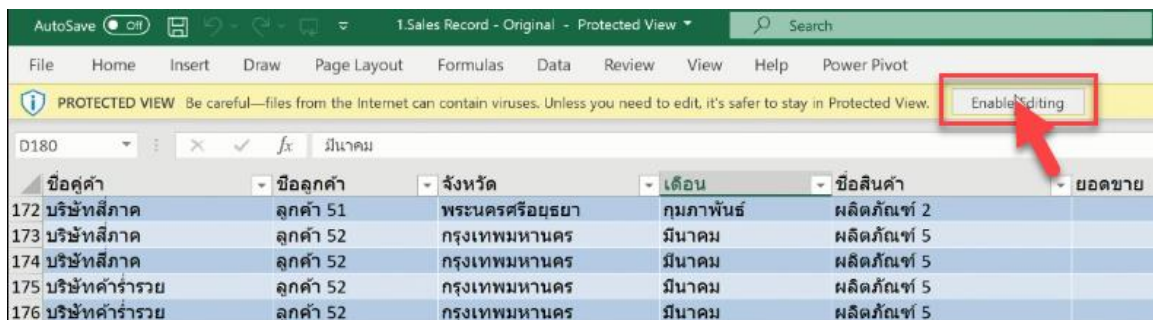 AutoSave Off 1.Sales Record - Original - Protected View Search
File Home Insert Draw Page Layout Formulas Data Review View Help Power Pivot
PROTECTED VIEW Be careful—files from the Internet can contain viruses. Unless you need to edit, it's safer to stay in Protected View. Enable Editing
D180 fx มีนาคม
ชื่อคู่ค้า ชื่อลูกค้า จังหวัด เดือน ชื่อสินค้า ยอดขาย
172 บริษัทสี่ภาค ลูกค้า 51 พระนครศรีอยุธยา กุมภาพันธ์ ผลิตภัณฑ์ 2
173 บริษัทสี่ภาค ลูกค้า 52 กรุงเทพมหานคร มีนาคม ผลิตภัณฑ์ 5
174 บริษัทสี่ภาค ลูกค้า 52 กรุงเทพมหานคร มีนาคม ผลิตภัณฑ์ 5
175 บริษัทค้าร่ำรวย ลูกค้า 52 กรุงเทพมหานคร มีนาคม ผลิตภัณฑ์ 5
176 บริษัทค้าร่ำรวย ลูกค้า 52 กรุงเทพมหานคร มีนาคม ผลิตภัณฑ์ 5